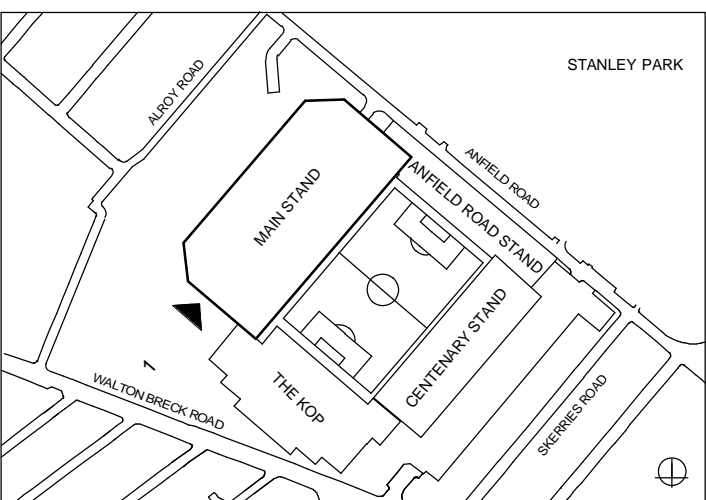 STANLEY PARK
ALROY ROAD
ANFIELD ROAD
MAIN STAND
ANFIELD ROAD STAND
CENTENARY STAND
1
WALTON BRECK ROAD
THE KOP
SKERRIES ROAD